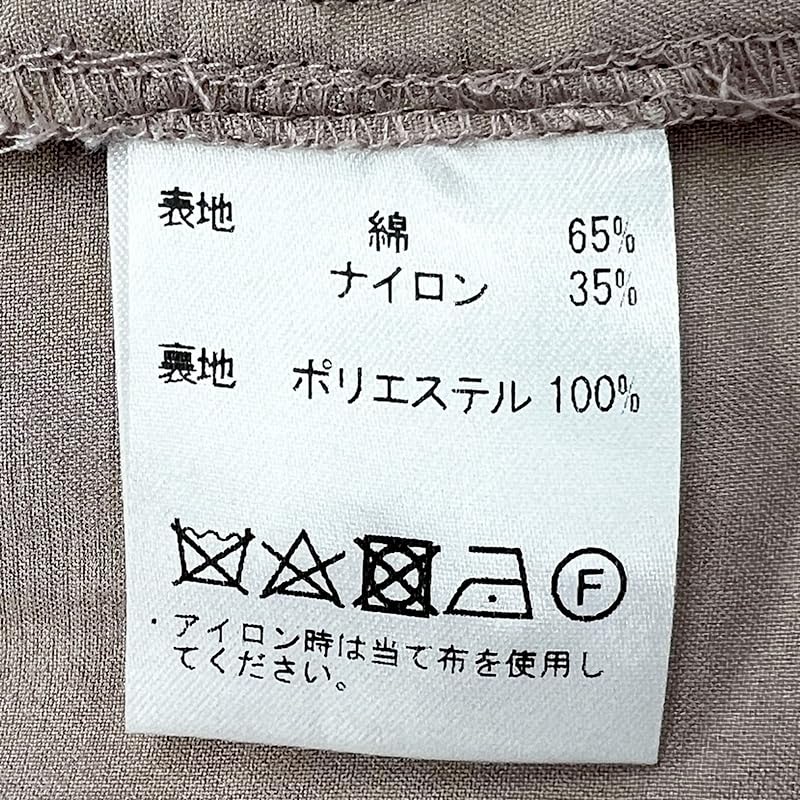 表地 綿 65%
ナイロン 35%
裏地 ポリエステル 100%
F
・アイロン時は当て布を使用し
てください。